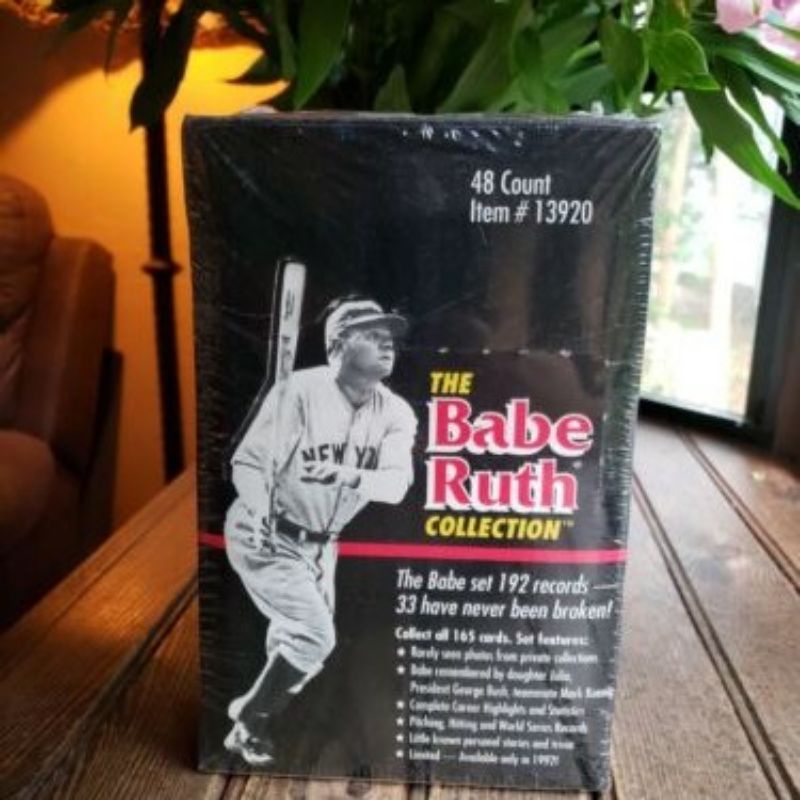 48 Count
Item # 13920
THE
Babe
Ruth
COLLECTION™
NEW YO
The Babe set 192 records —
33 have never been broken!
Collect all 165 cards. Set features:
★ Rarely seen photos from private collections
★ Babe remembered by daughter Julia,
President George Bush, teammate Mark Koenig
★ Complete Career Highlights and Statistics
★ Pitching, Hitting and World Series Records
★ Little known personal stories and trivia
★ Limited — Available only in 1992!